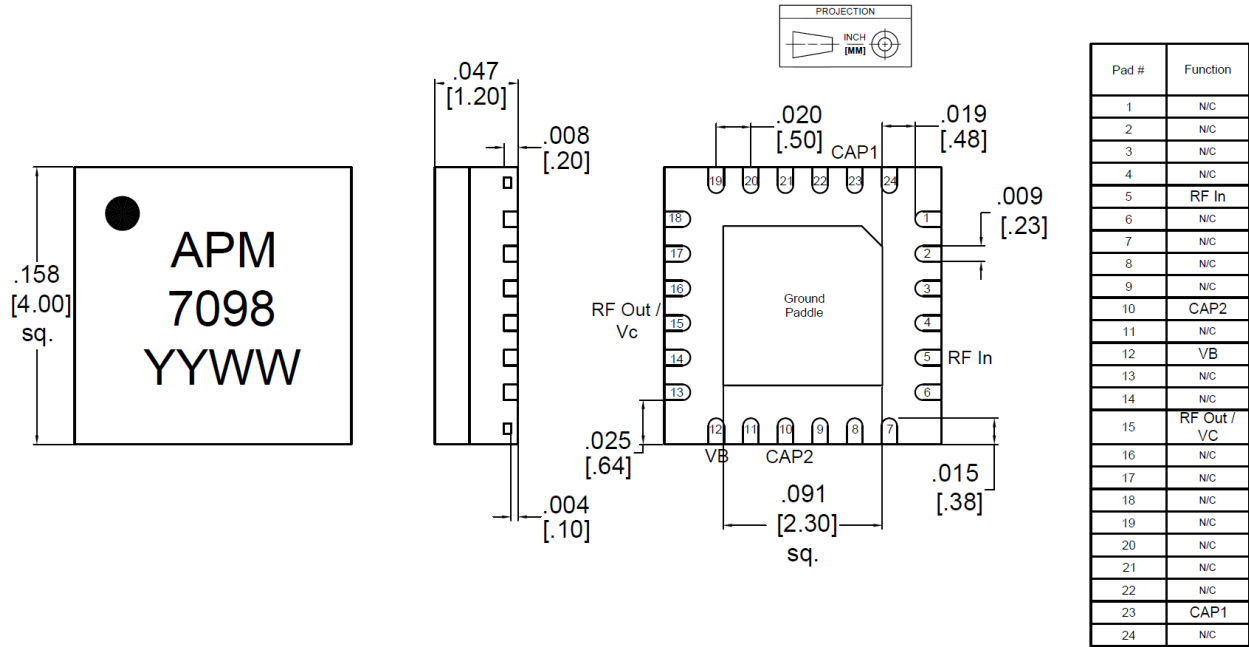 PROJECTION
INCH
[MM]
.158
[4.00]
sq.
APM
7098
YYWW
.047
[1.20]
.008
[.20]
.004
[.10]
.020
[.50]
CAP1
.019
[.48]
.009
[.23]
19 20 21 22 23 24
18
17
16
15
14
13
1
2
3
4
5
6
12 11 10 9 8 7
RF Out /
Vc
Ground
Paddle
RF In
VB
CAP2
.025
[.64]
.091
[2.30]
sq.
.015
[.38]
Pad # Function
1 N/C
2 N/C
3 N/C
4 N/C
5 RF In
6 N/C
7 N/C
8 N/C
9 N/C
10 CAP2
11 N/C
12 VB
13 N/C
14 N/C
15 RF Out /
VC
16 N/C
17 N/C
18 N/C
19 N/C
20 N/C
21 N/C
22 N/C
23 CAP1
24 N/C